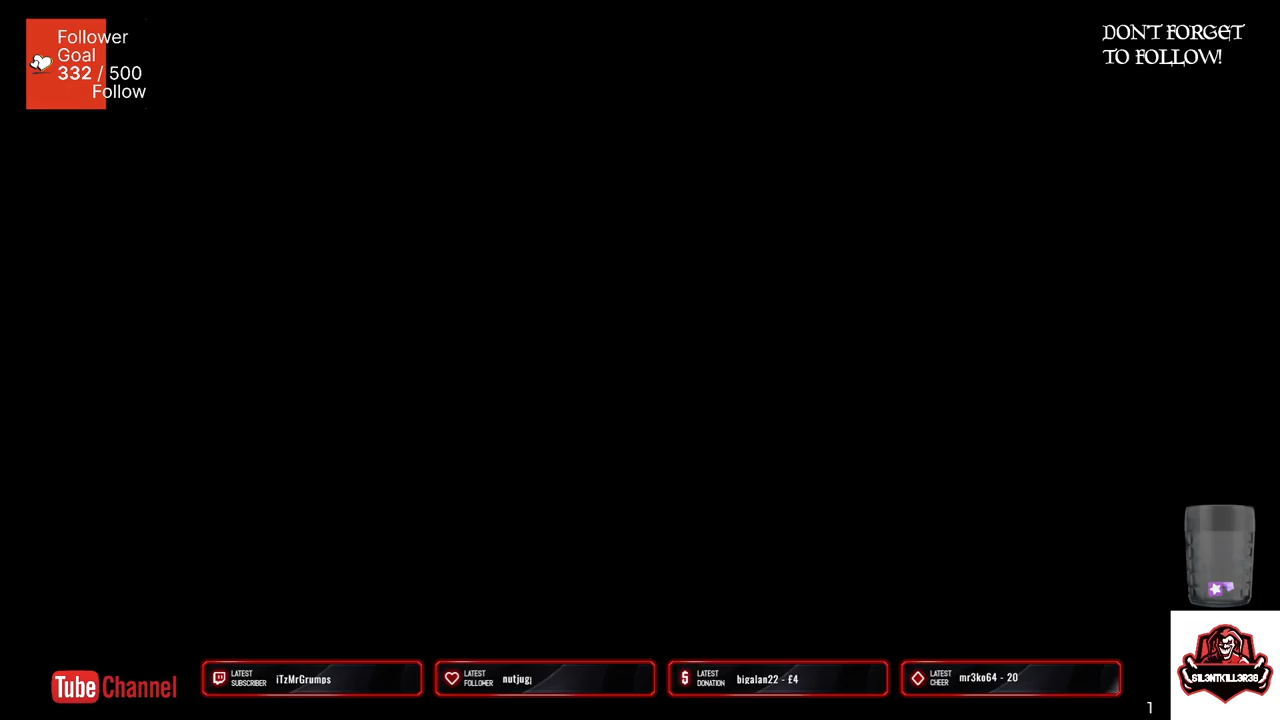 Follower
Goal
332 / 500
Follow
DON'T FORGET
TO FOLLOW!
Tube Channel
LATEST
SUBSCRIBER
iTzMrGrumps
LATEST
FOLLOWER
nutjug
LATEST
DONATION
bigalan22 - £4
LATEST
CHEER
mr3ko64 - 20
1
S1L3NTKILL3R36